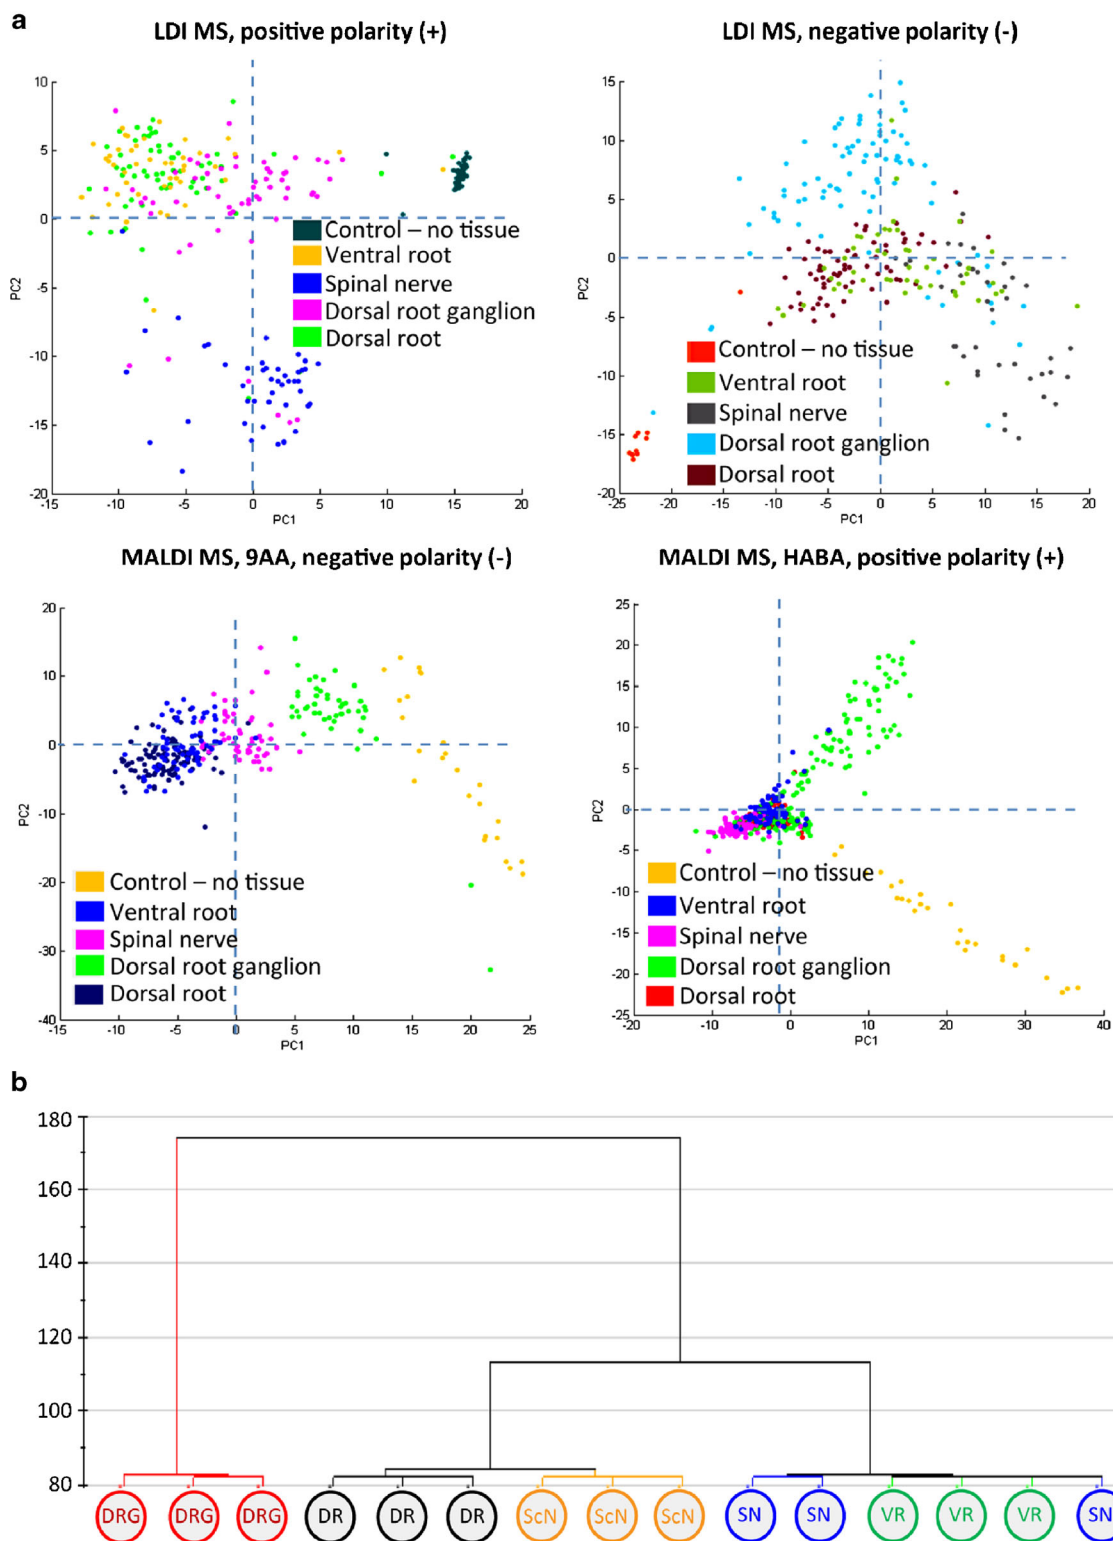 a
LDI MS, positive polarity (+)
10
5
0
-5
-10
-15
-20
PC2
-15 -10 -5 0 5 10 15 20
PC1
Control – no tissue
Ventral root
Spinal nerve
Dorsal root ganglion
Dorsal root
LDI MS, negative polarity (-)
15
10
5
0
-5
-10
-15
-20
PC2
-25 -20 -15 -10 -5 0 5 10 15 20
PC1
Control – no tissue
Ventral root
Spinal nerve
Dorsal root ganglion
Dorsal root
MALDI MS, 9AA, negative polarity (-)
20
10
0
-10
-20
-30
-40
PC2
-15 -10 -5 0 5 10 15 20 25
PC1
Control – no tissue
Ventral root
Spinal nerve
Dorsal root ganglion
Dorsal root
MALDI MS, HABA, positive polarity (+)
25
20
15
10
5
0
-5
-10
-15
-20
-25
PC2
-20 -10 0 10 20 30 40
PC1
Control – no tissue
Ventral root
Spinal nerve
Dorsal root ganglion
Dorsal root
b
180
160
140
120
100
80
DRG DRG DRG DR DR DR ScN ScN ScN SN SN VR VR VR SN